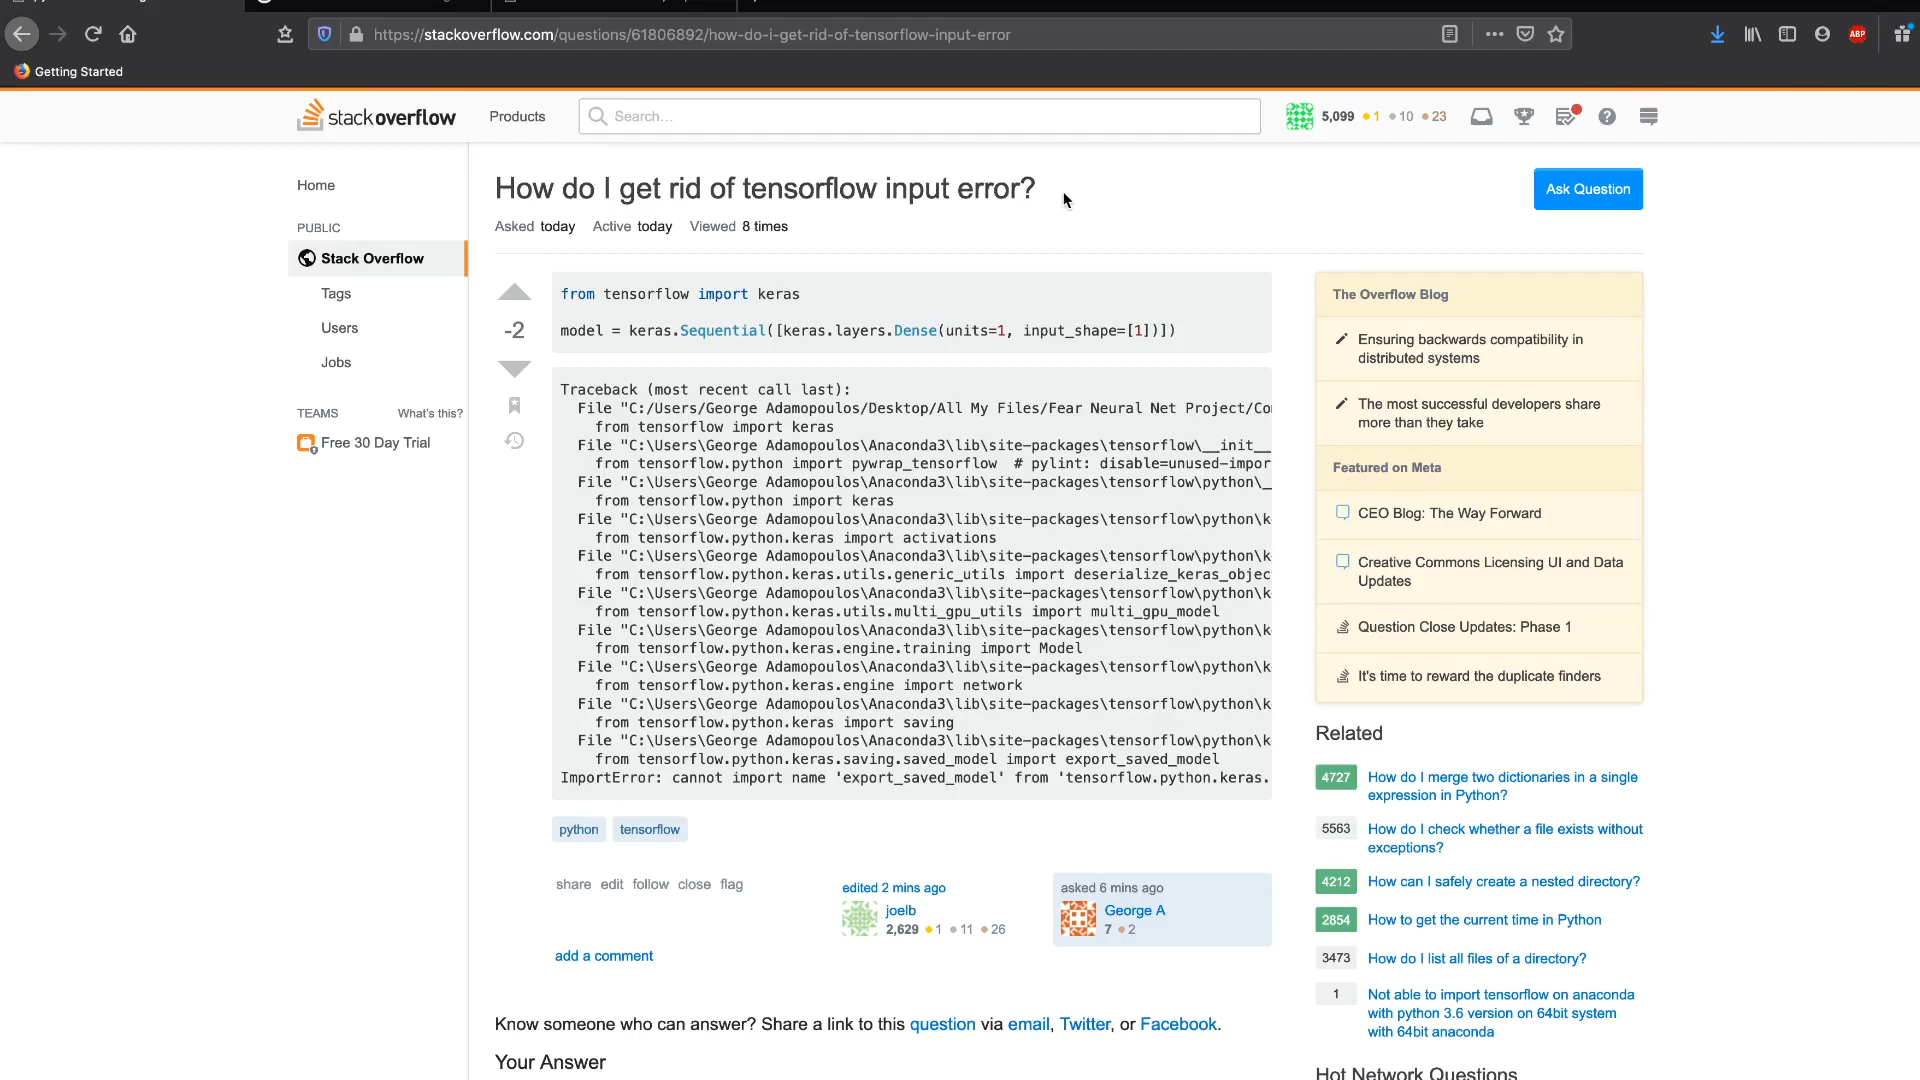 https://stackoverflow.com/questions/61806892/how-do-i-get-rid-of-tensorflow-input-error
ABP
Getting Started
stackoverflow
Products
Search...
5,099 1 10 23
Home
PUBLIC
Stack Overflow
Tags
Users
Jobs
TEAMS What's this?
Free 30 Day Trial
How do I get rid of tensorflow input error?
Ask Question
Asked today Active today Viewed 8 times
-2
from tensorflow import keras
model = keras.Sequential([keras.layers.Dense(units=1, input_shape=[1])])
Traceback (most recent call last):
File "C:/Users/George Adamopoulos/Desktop/All My Files/Fear Neural Net Project/Co
from tensorflow import keras
File "C:\Users\George Adamopoulos\Anaconda3\lib\site-packages\tensorflow\__init__
from tensorflow.python import pywrap_tensorflow # pylint: disable=unused-impor
File "C:\Users\George Adamopoulos\Anaconda3\lib\site-packages\tensorflow\python\_
from tensorflow.python import keras
File "C:\Users\George Adamopoulos\Anaconda3\lib\site-packages\tensorflow\python\k
from tensorflow.python.keras import activations
File "C:\Users\George Adamopoulos\Anaconda3\lib\site-packages\tensorflow\python\k
from tensorflow.python.keras.utils.generic_utils import deserialize_keras_objec
File "C:\Users\George Adamopoulos\Anaconda3\lib\site-packages\tensorflow\python\k
from tensorflow.python.keras.utils.multi_gpu_utils import multi_gpu_model
File "C:\Users\George Adamopoulos\Anaconda3\lib\site-packages\tensorflow\python\k
from tensorflow.python.keras.engine.training import Model
File "C:\Users\George Adamopoulos\Anaconda3\lib\site-packages\tensorflow\python\k
from tensorflow.python.keras.engine import network
File "C:\Users\George Adamopoulos\Anaconda3\lib\site-packages\tensorflow\python\k
from tensorflow.python.keras import saving
File "C:\Users\George Adamopoulos\Anaconda3\lib\site-packages\tensorflow\python\k
from tensorflow.python.keras.saving.saved_model import export_saved_model
ImportError: cannot import name 'export_saved_model' from 'tensorflow.python.keras.
python tensorflow
share edit follow close flag
edited 2 mins ago
joelb
2,629 1 11 26
asked 6 mins ago
George A
7 2
add a comment
Know someone who can answer? Share a link to this question via email, Twitter, or Facebook.
Your Answer
The Overflow Blog
Ensuring backwards compatibility in
distributed systems
The most successful developers share
more than they take
Featured on Meta
CEO Blog: The Way Forward
Creative Commons Licensing UI and Data
Updates
Question Close Updates: Phase 1
It's time to reward the duplicate finders
Related
4727 How do I merge two dictionaries in a single
expression in Python?
5563 How do I check whether a file exists without
exceptions?
4212 How can I safely create a nested directory?
2854 How to get the current time in Python
3473 How do I list all files of a directory?
1 Not able to import tensorflow on anaconda
with python 3.6 version on 64bit system
with 64bit anaconda
Hot Network Questions